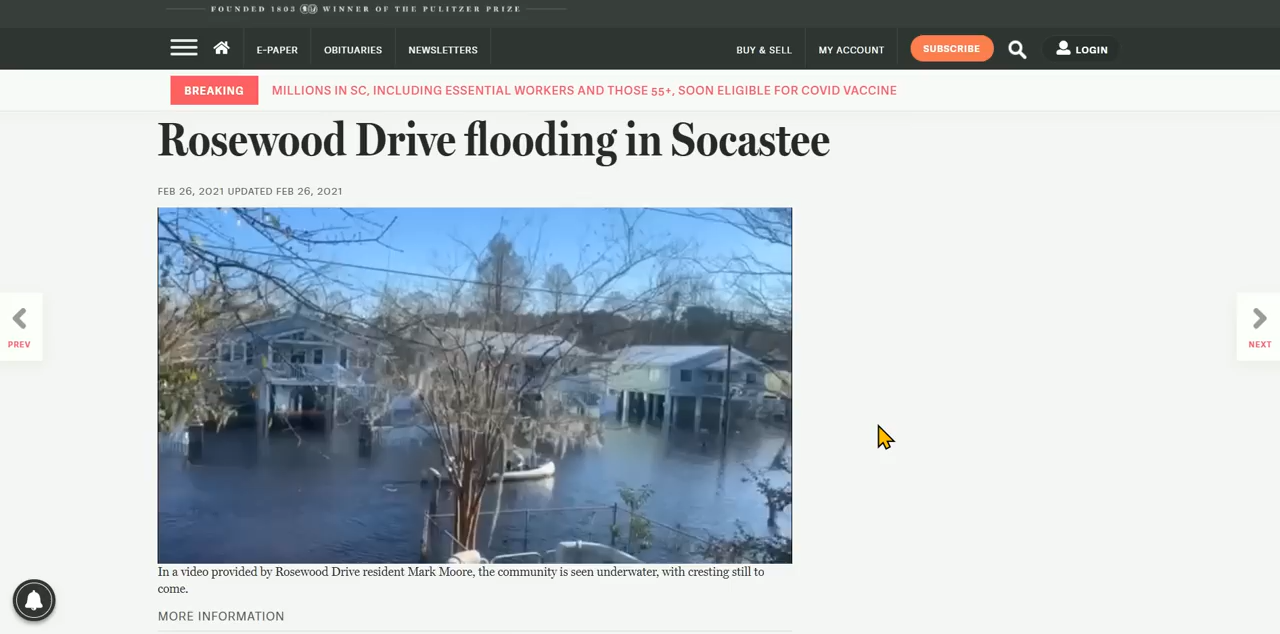 FOUNDED 1803 WINNER OF THE PULITZER PRIZE
E-PAPER OBITUARIES NEWSLETTERS BUY & SELL MY ACCOUNT SUBSCRIBE LOGIN
BREAKING MILLIONS IN SC, INCLUDING ESSENTIAL WORKERS AND THOSE 55+, SOON ELIGIBLE FOR COVID VACCINE
Rosewood Drive flooding in Socastee
FEB 26, 2021 UPDATED FEB 26, 2021
PREV
NEXT
In a video provided by Rosewood Drive resident Mark Moore, the community is seen underwater, with cresting still to
come.
MORE INFORMATION